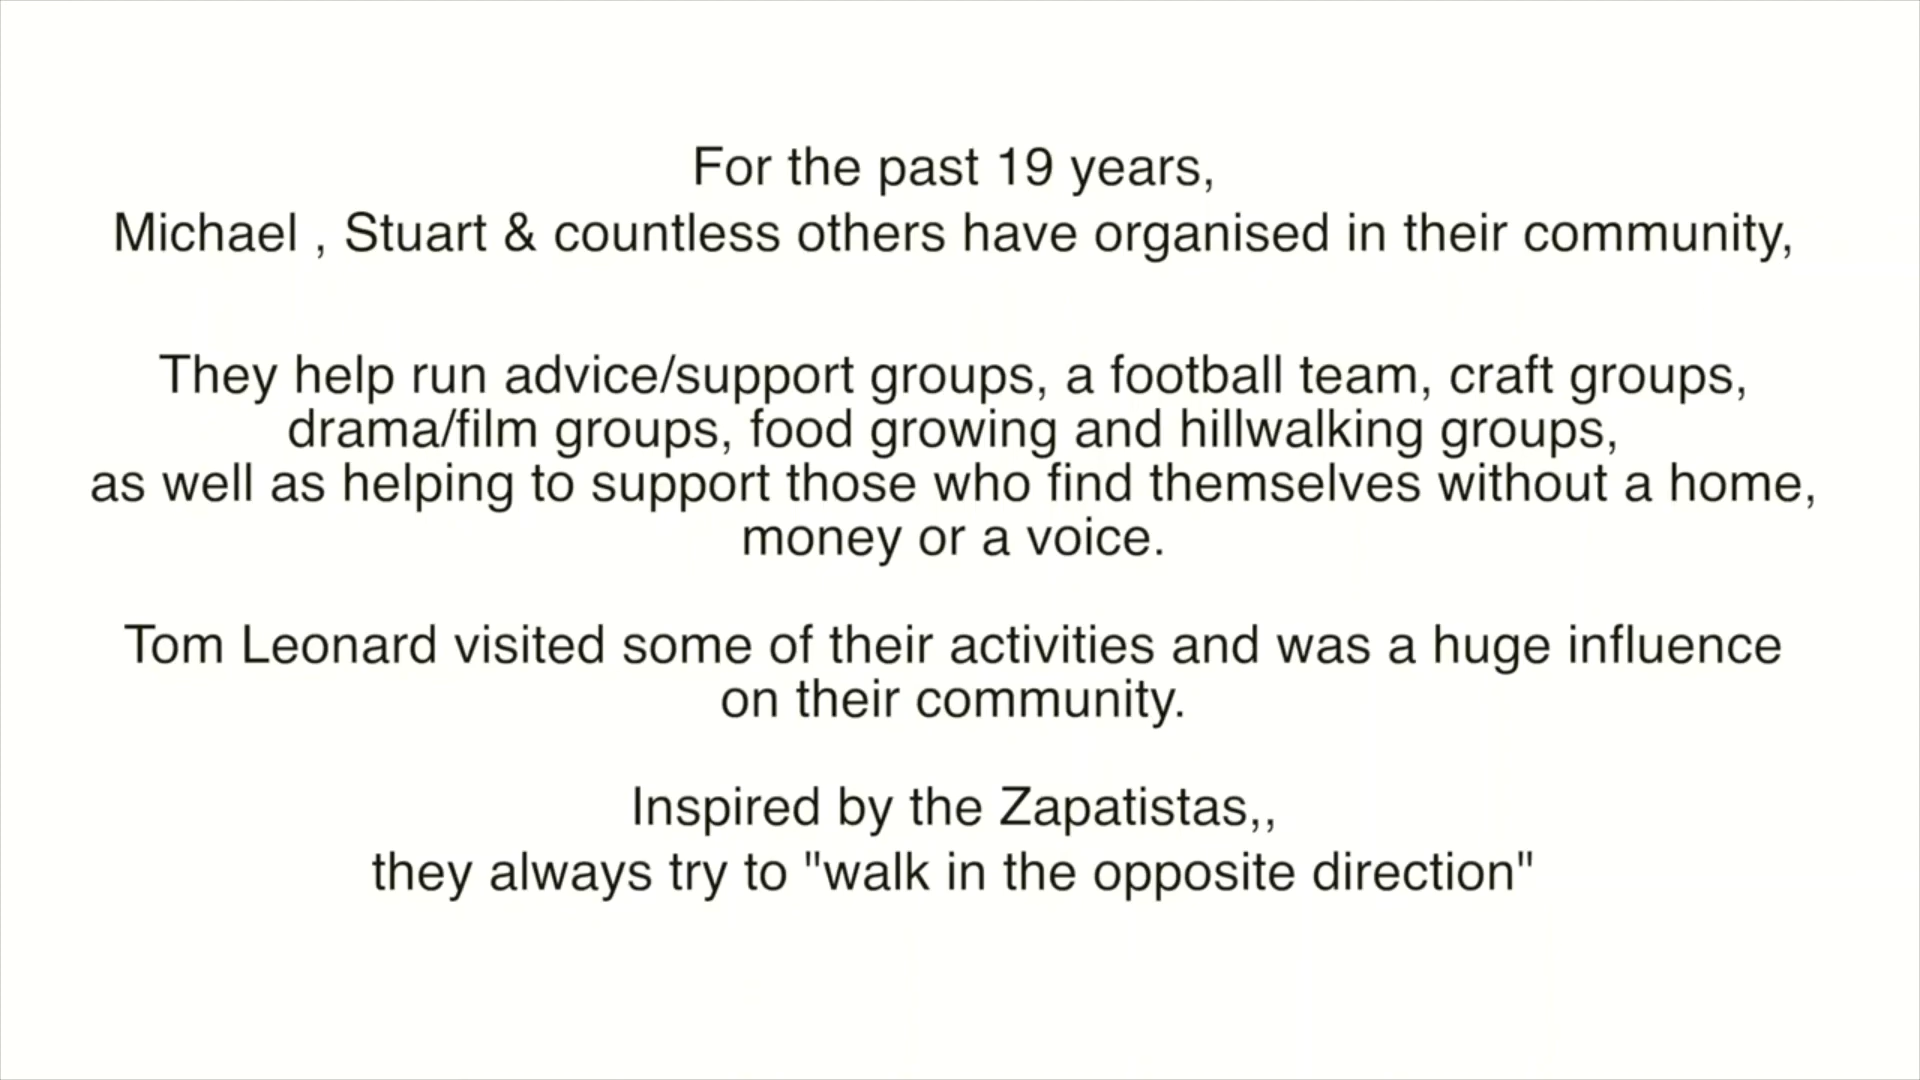 For the past 19 years,
Michael , Stuart & countless others have organised in their community,
They help run advice/support groups, a football team, craft groups,
drama/film groups, food growing and hillwalking groups,
as well as helping to support those who find themselves without a home,
money or a voice.
Tom Leonard visited some of their activities and was a huge influence
on their community.
Inspired by the Zapatistas,,
they always try to "walk in the opposite direction"